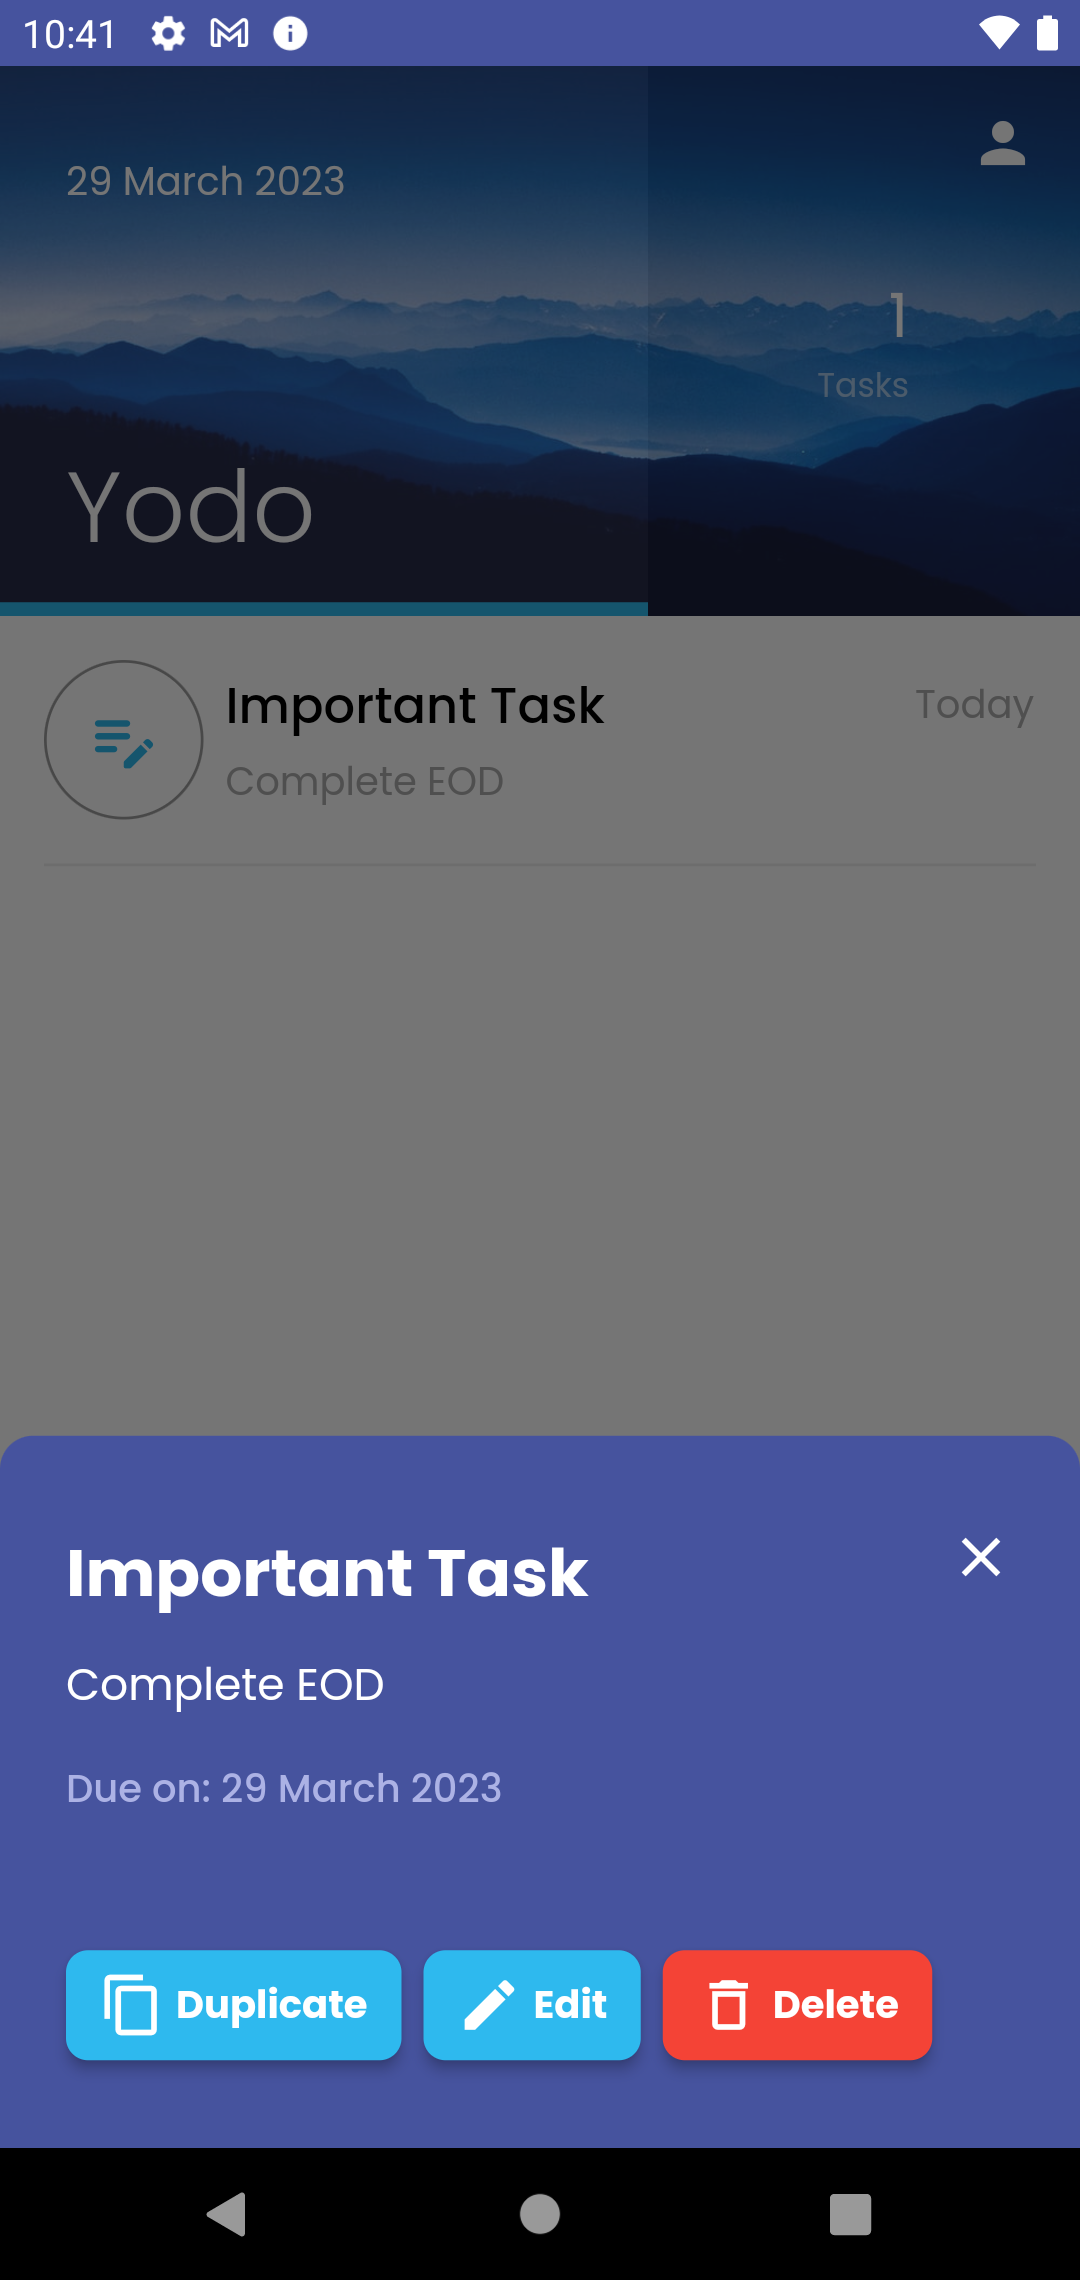 10:41
29 March 2023
1
Tasks
Yodo
Important Task
Today
Complete EOD
Important Task
Complete EOD
Due on: 29 March 2023
Duplicate
Edit
Delete